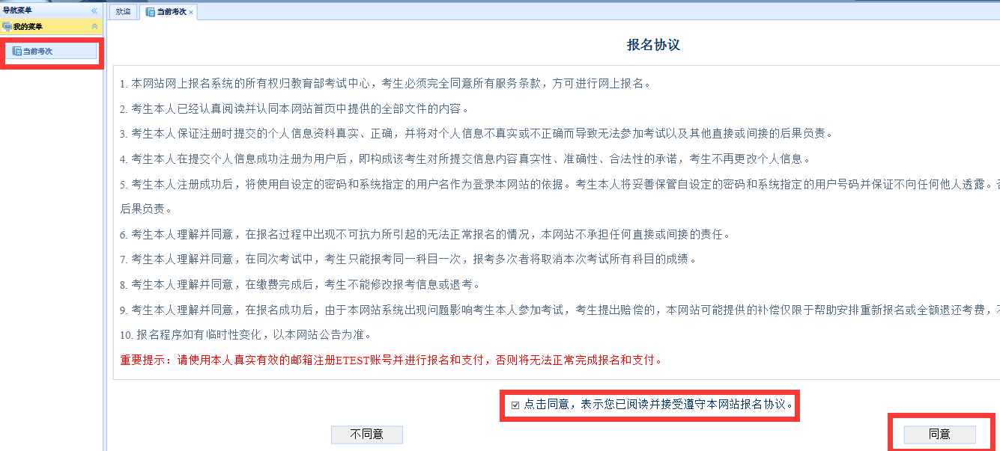 导航菜单
我的菜单
当前考次
欢迎 当前考次
报名协议
1. 本网站网上报名系统的所有权归教育部考试中心，考生必须完全同意所有服务条款，方可进行网上报名。
2. 考生本人已经认真阅读并认同本网站首页中提供的全部文件的内容。
3. 考生本人保证注册时提交的个人信息资料真实、正确，并将对个人信息不真实或不正确而导致无法参加考试以及其他直接或间接的后果负责。
4. 考生本人在提交个人信息成功注册为用户后，即构成该考生对所提交信息内容真实性、准确性、合法性的承诺，考生不再更改个人信息。
5. 考生本人注册成功后，将使用自设定的密码和系统指定的用户名作为登录本网站的依据。考生本人将妥善保管自设定的密码和系统指定的用户号码并保证不向任何他人透露。
后果负责。
6. 考生本人理解并同意，在报名过程中出现不可抗力所引起的无法正常报名的情况，本网站不承担任何直接或间接的责任。
7. 考生本人理解并同意，在同次考试中，考生只能报考同一科目一次，报考多次者将取消本次考试所有科目的成绩。
8. 考生本人理解并同意，在缴费完成后，考生不能修改报考信息或退考。
9. 考生本人理解并同意，在报名成功后，由于本网站系统出现问题影响考生本人参加考试，考生提出赔偿的，本网站可能提供的补偿仅限于帮助安排重新报名或全额退还考费，
10. 报名程序如有临时性变化，以本网站公告为准。
重要提示：请使用本人真实有效的邮箱注册ETEST账号并进行报名和支付，否则将无法正常完成报名和支付。
点击同意，表示您已阅读并接受遵守本网站报名协议。
不同意 同意